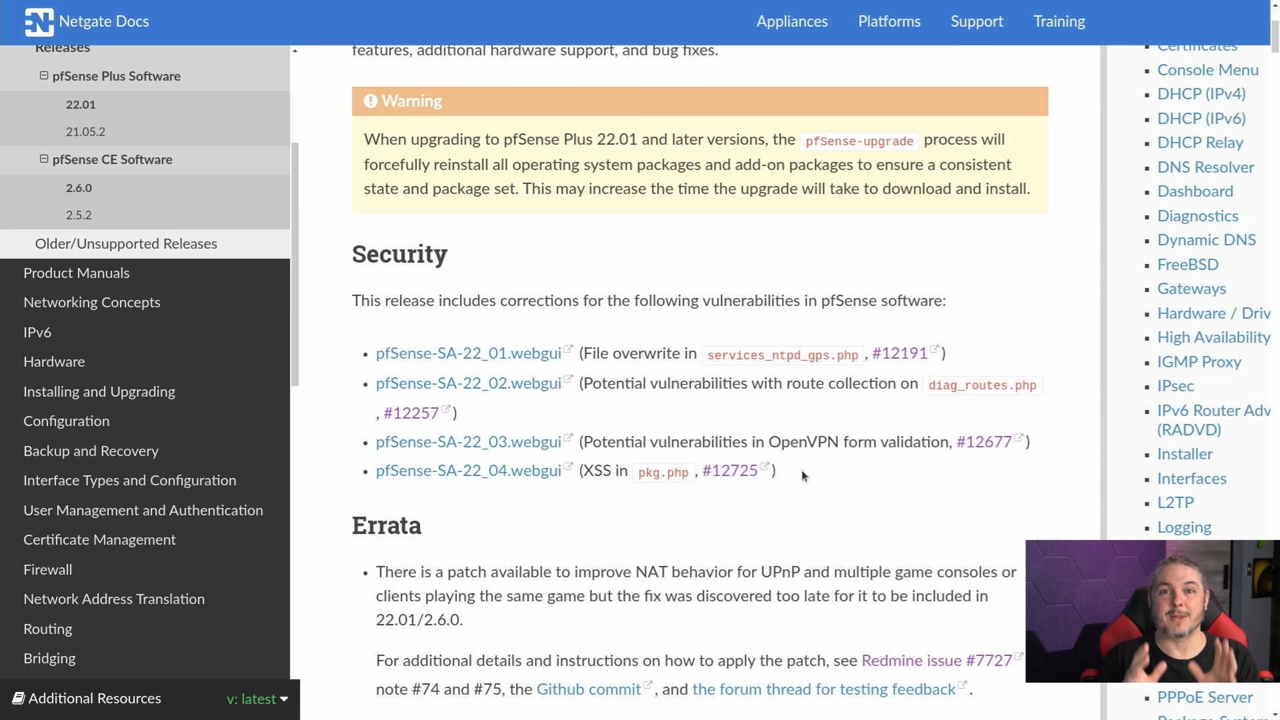 Netgate Docs
Appliances
Platforms
Support
Training
Releases
pfSense Plus Software
22.01
21.05.2
pfSense CE Software
2.6.0
2.5.2
Older/Unsupported Releases
Product Manuals
Networking Concepts
IPv6
Hardware
Installing and Upgrading
Configuration
Backup and Recovery
Interface Types and Configuration
User Management and Authentication
Certificate Management
Firewall
Network Address Translation
Routing
Bridging
Additional Resources
v: latest
features, additional hardware support, and bug fixes.
Warning
When upgrading to pfSense Plus 22.01 and later versions, the pfSense-upgrade process will
forcefully reinstall all operating system packages and add-on packages to ensure a consistent
state and package set. This may increase the time the upgrade will take to download and install.
Security
This release includes corrections for the following vulnerabilities in pfSense software:
• pfSense-SA-22_01.webgui (File overwrite in services_ntpd_gps.php , #12191 )
• pfSense-SA-22_02.webgui (Potential vulnerabilities with route collection on diag_routes.php
, #12257 )
• pfSense-SA-22_03.webgui (Potential vulnerabilities in OpenVPN form validation, #12677 )
• pfSense-SA-22_04.webgui (XSS in pkg.php , #12725 )
Errata
• There is a patch available to improve NAT behavior for UPnP and multiple game consoles or
clients playing the same game but the fix was discovered too late for it to be included in
22.01/2.6.0.
For additional details and instructions on how to apply the patch, see Redmine issue #7727
note #74 and #75, the Github commit , and the forum thread for testing feedback .
Certificates
Console Menu
DHCP (IPv4)
DHCP (IPv6)
DHCP Relay
DNS Resolver
Dashboard
Diagnostics
Dynamic DNS
FreeBSD
Gateways
Hardware / Driv
High Availability
IGMP Proxy
IPsec
IPv6 Router Adv
(RADVD)
Installer
Interfaces
L2TP
Logging
PPPoE Server